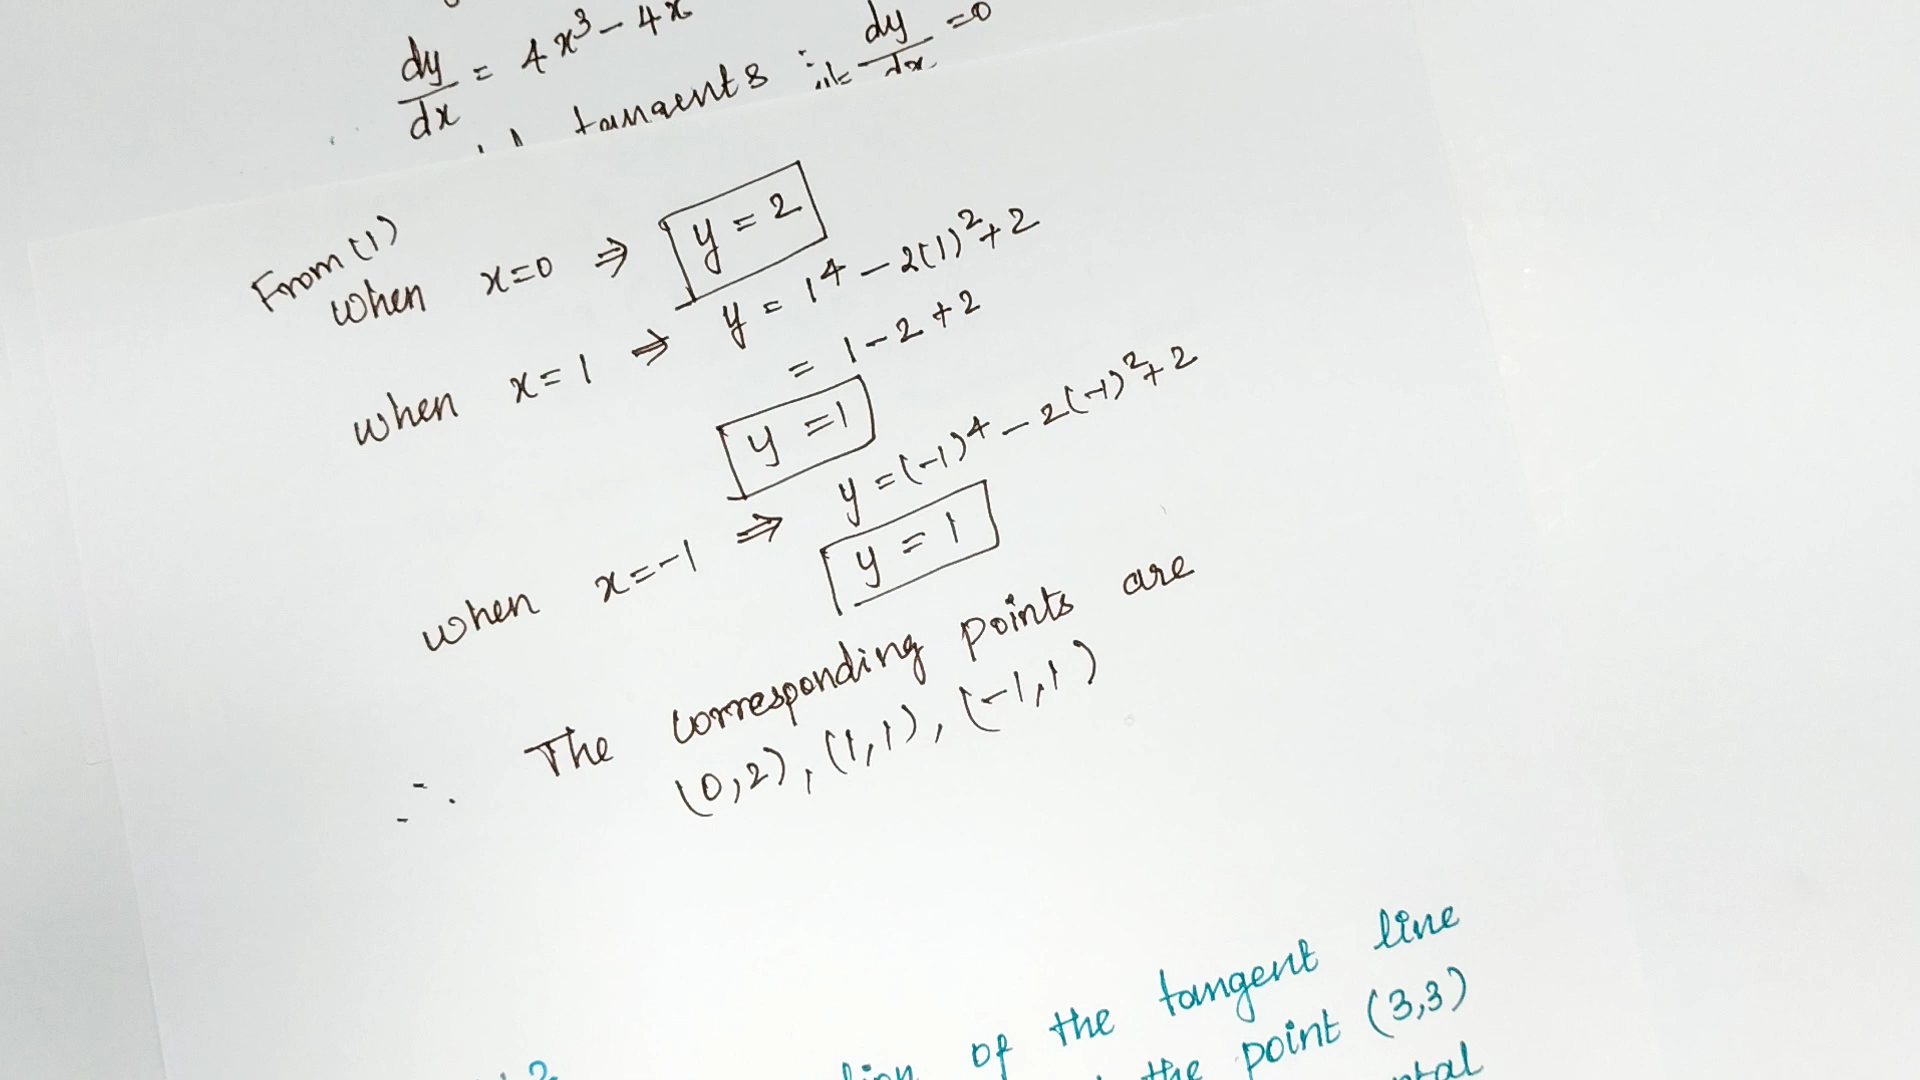 dy/dx = 4x³ - 4x
tangents dy/dx = 0
From (1)
when x=0 ⇒ y = 2
when x=1 ⇒ y = 1⁴ - 2(1)² + 2
= 1 - 2 + 2
y = 1
when x=-1 ⇒ y = (-1)⁴ - 2(-1)² + 2
y = 1
∴ The corresponding points are
(0,2), (1,1), (-1,1)
of the tangent line
the point (3,3)